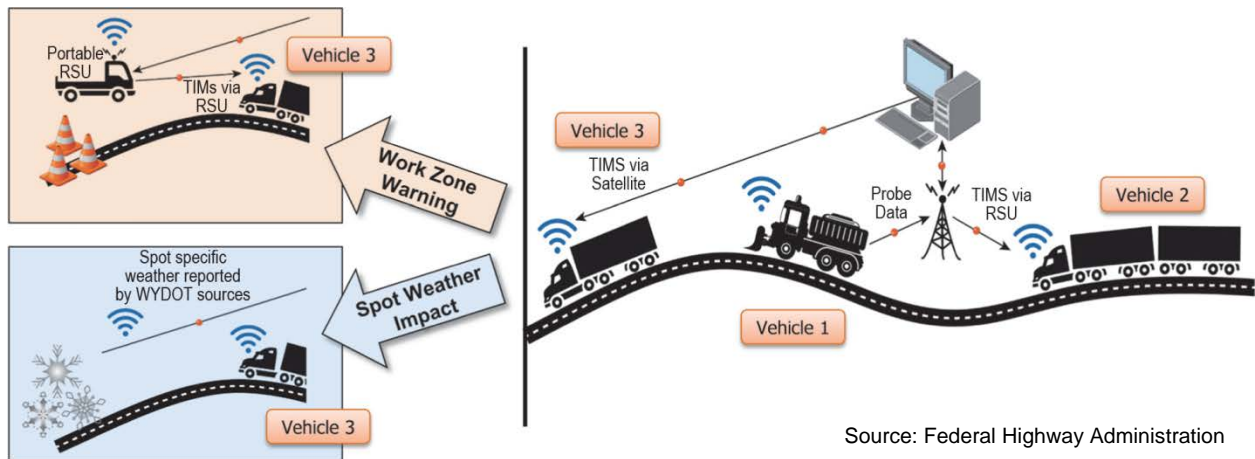 Portable
RSU
Vehicle 3
TIMs via
RSU
Work Zone
Warning
Spot specific
weather reported
by WYDOT sources
Spot Weather
Impact
Vehicle 3
Vehicle 3
TIMS via
Satellite
Probe
Data
TIMS via
RSU
Vehicle 2
Vehicle 1
Source: Federal Highway Administration